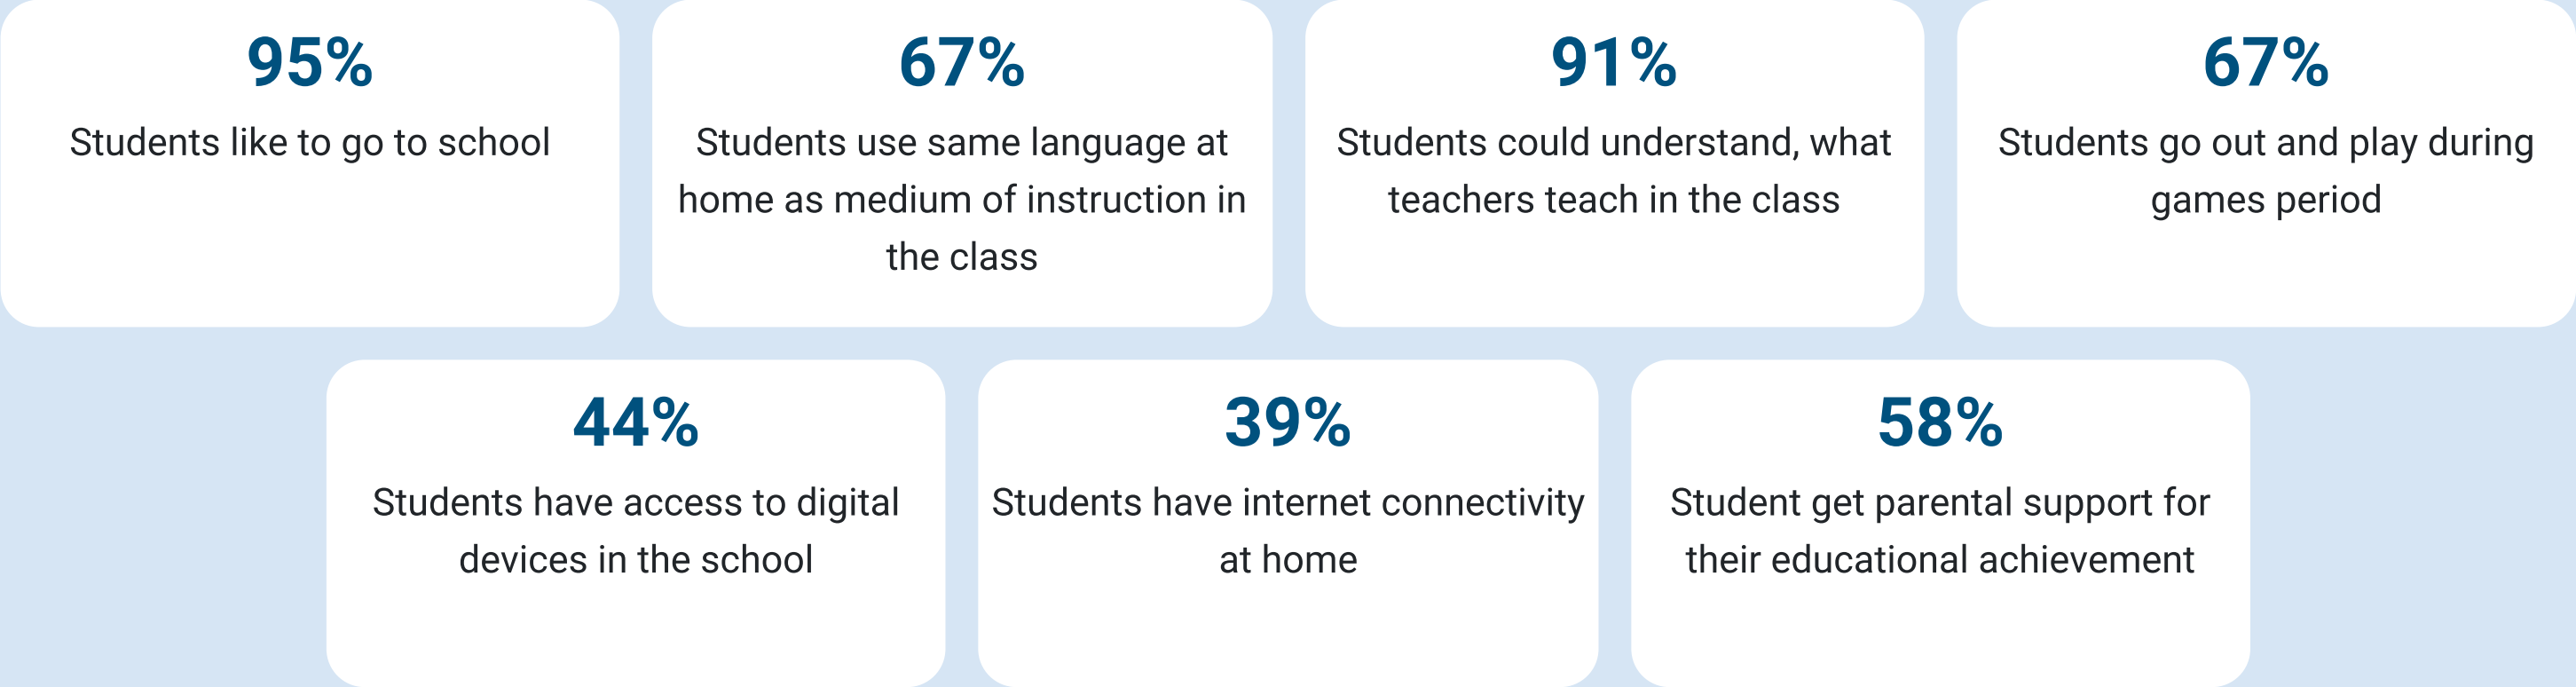 95%
Students like to go to school
67%
Students use same language at
home as medium of instruction in
the class
91%
Students could understand, what
teachers teach in the class
67%
Students go out and play during
games period
44%
Students have access to digital
devices in the school
39%
Students have internet connectivity
at home
58%
Student get parental support for
their educational achievement